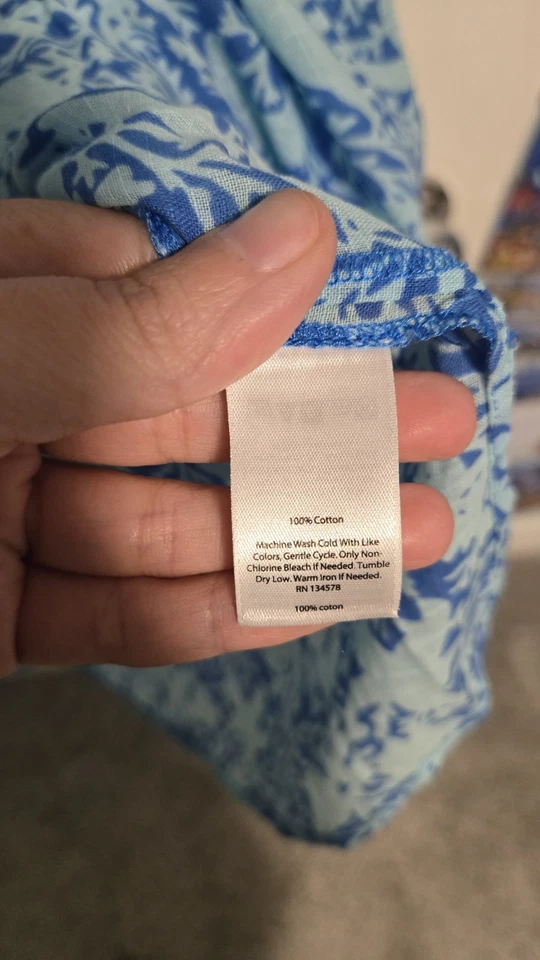 100% Cotton
Machine Wash Cold With Like
Colors, Gentle Cycle, Only Non-
Chlorine Bleach If Needed. Tumble
Dry Low. Warm Iron If Needed.
RN 134578
100% coton